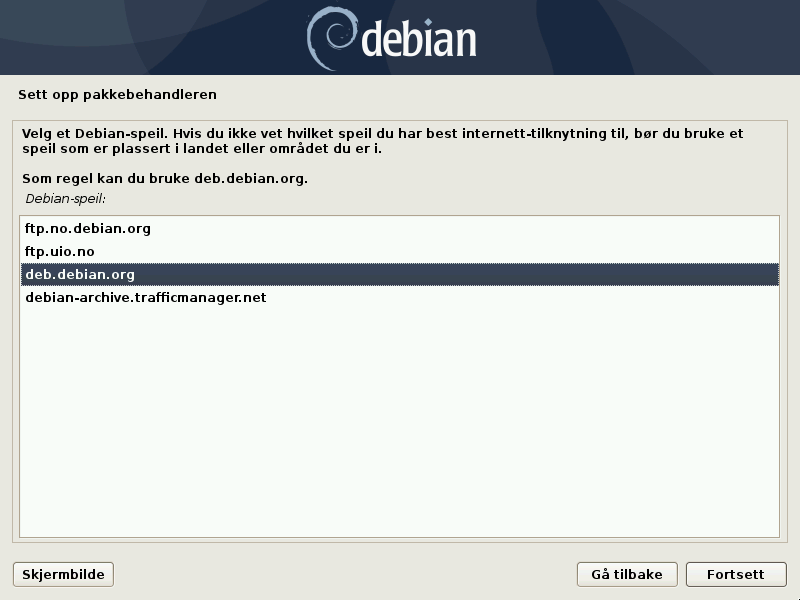 debian
Sett opp pakkebehandleren
Velg et Debian-speil. Hvis du ikke vet hvilket speil du har best internett-tilknytning til, bør du bruke et
speil som er plassert i landet eller området du er i.
Som regel kan du bruke deb.debian.org.
Debian-speil:
ftp.no.debian.org
ftp.uio.no
deb.debian.org
debian-archive.trafficmanager.net
Skjermbilde
Gå tilbake
Fortsett